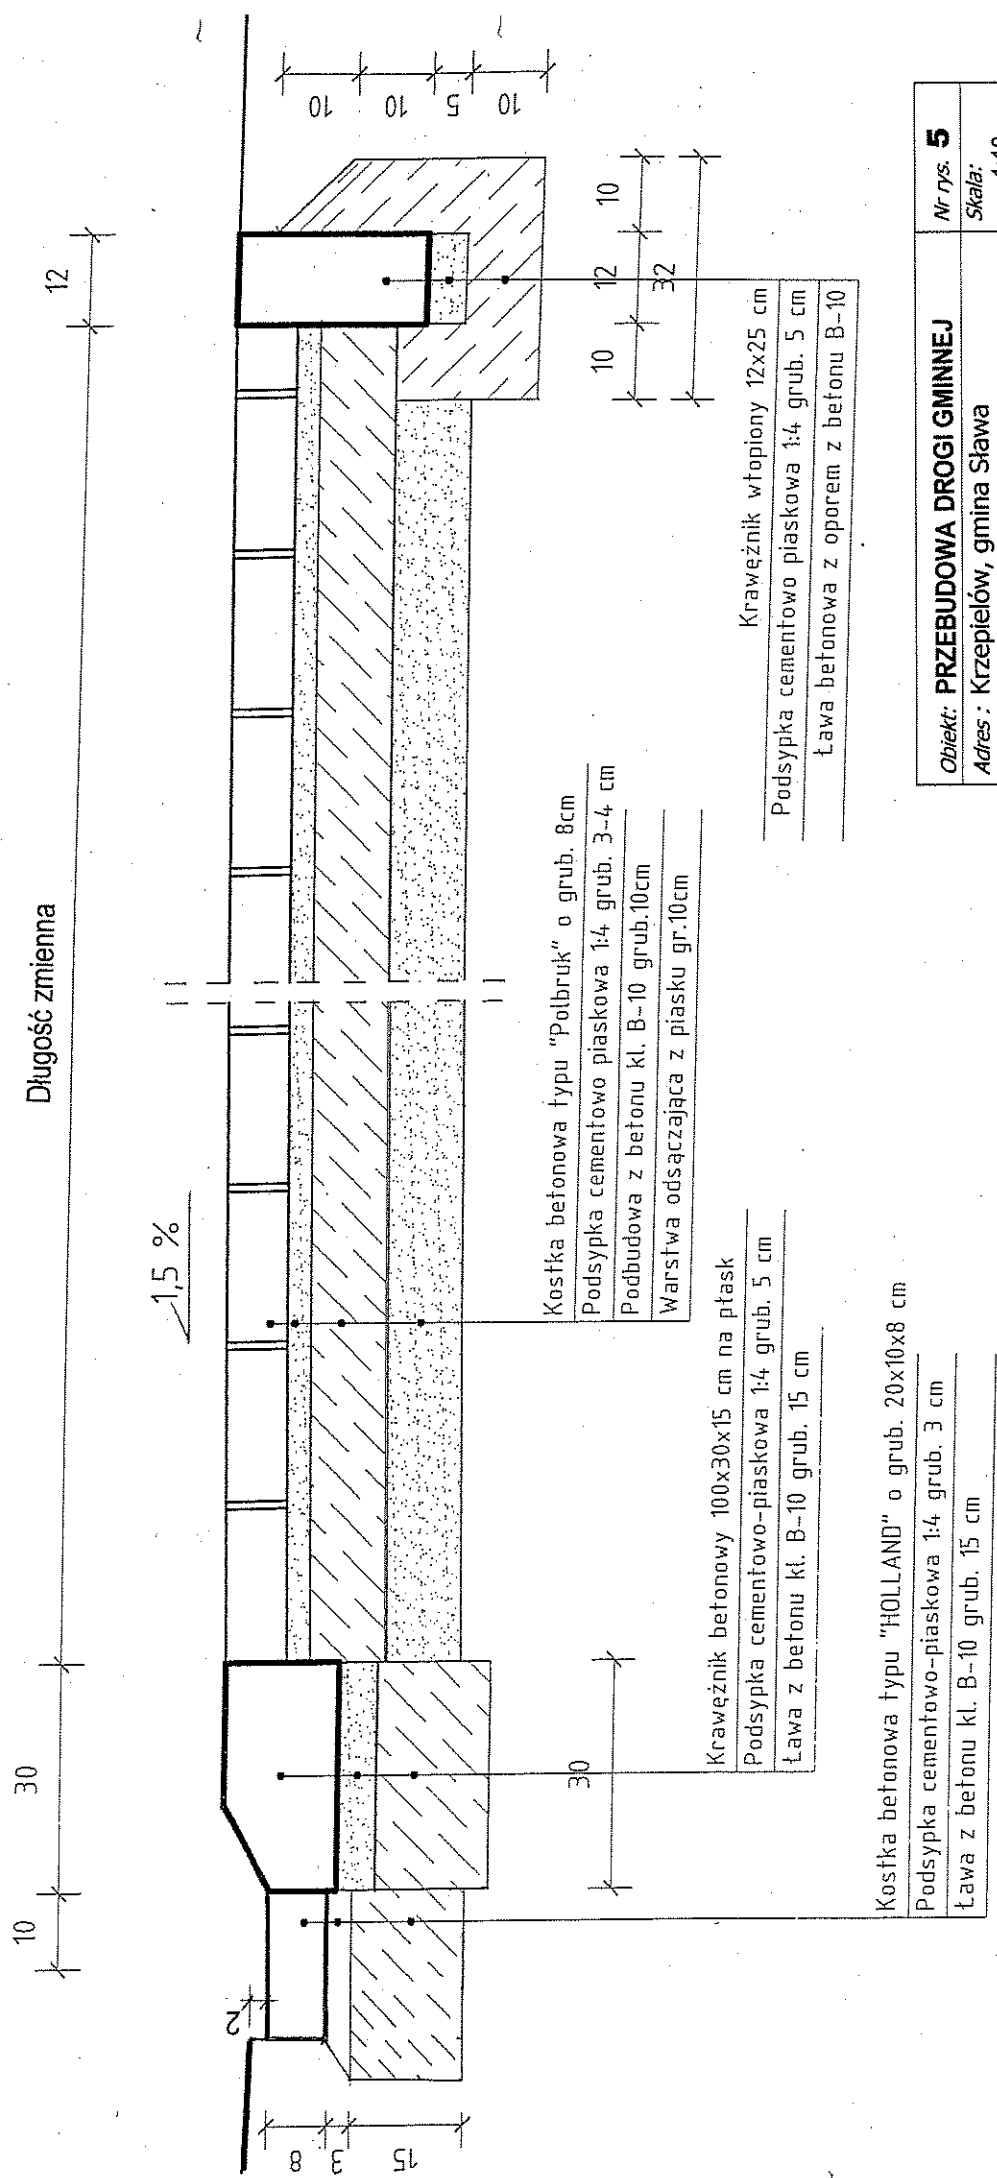 Długość zmienna
10
30
12
1,5 %
2
8
3
15
10
10
5
10
10
12
10
32
30
Kostka betonowa typu "Polbruk" o grub. 8cm
Podsypka cementowo piaskowa 1:4 grub. 3-4 cm
Podbudowa z betonu kl. B-10 grub.10cm
Warstwa odsączająca z piasku gr.10cm
Krawężnik wtopiony 12x25 cm
Podsypka cementowo piaskowa 1:4 grub. 5 cm
Ława betonowa z oporem z betonu B-10
Krawężnik betonowy 100x30x15 cm na płask
Podsypka cementowo-piaskowa 1:4 grub. 5 cm
Ława z betonu kl. B-10 grub. 15 cm
Kostka betonowa typu "HOLLAND" o grub. 20x10x8 cm
Podsypka cementowo-piaskowa 1:4 grub. 3 cm
Ława z betonu kl. B-10 grub. 15 cm
Obiekt: PRZEBUDOWA DROGI GMINNEJ
Nr rys. 5
Adres : Krzepielów, gmina Sława
Skala: